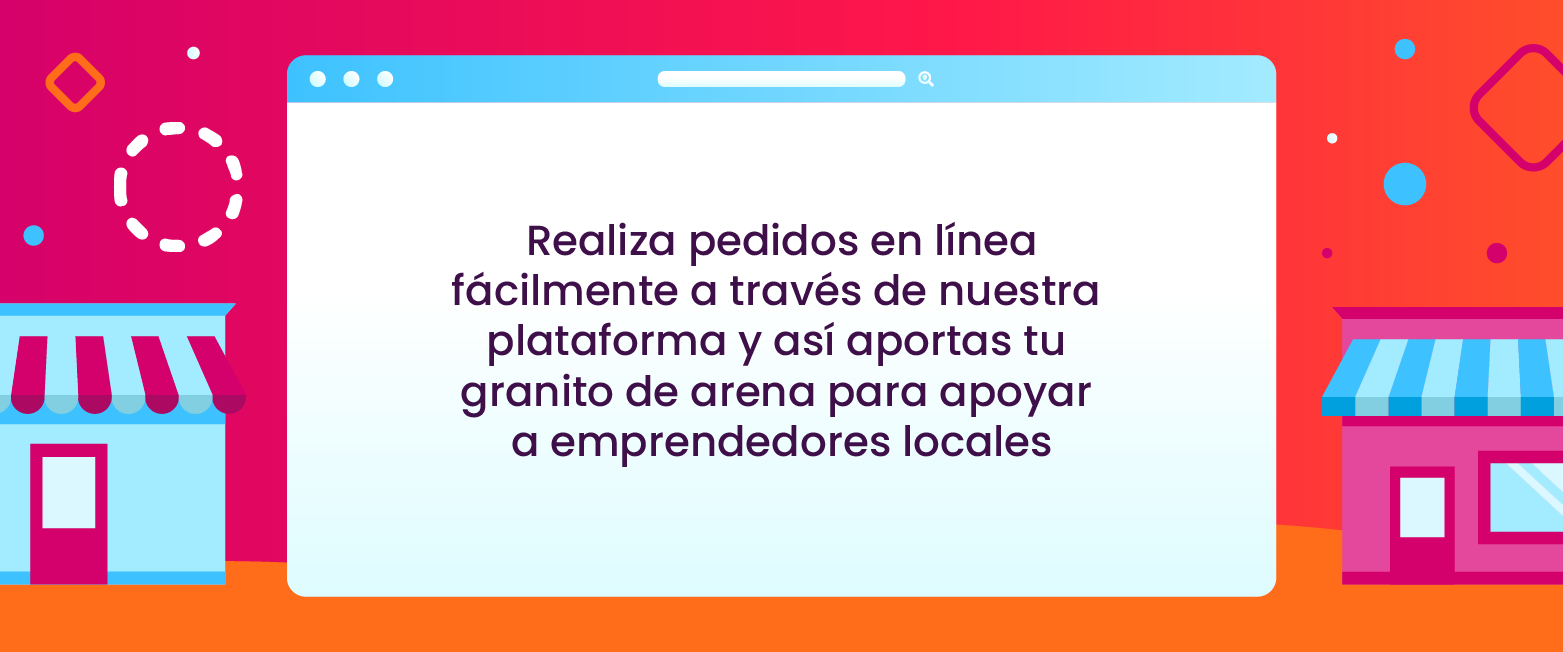 Realiza pedidos en línea
fácilmente a través de nuestra
plataforma y así aportas tu
granito de arena para apoyar
a emprendedores locales